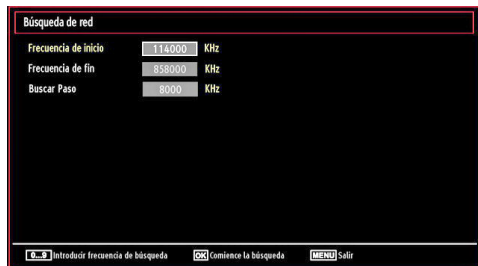 Búsqueda de red
Frecuencia de inicio 114000 KHz
Frecuencia de fin 858000 KHz
Buscar Paso 8000 KHz
0...9 Introducir frecuencia de búsqueda OK Comience la búsqueda MENU Salir